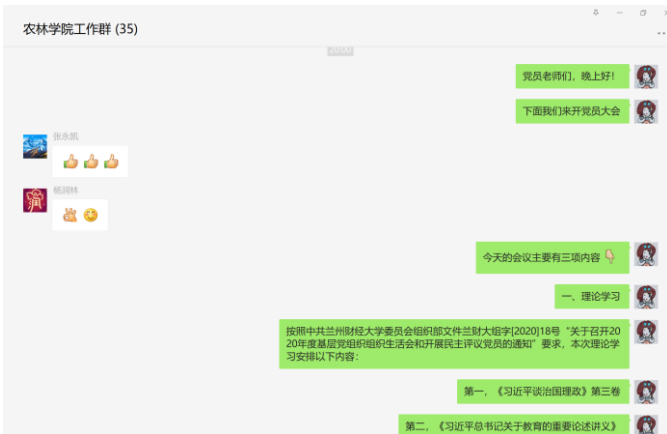 农林学院工作群 (35)
20:00
党员老师们，晚上好！
下面我们来开党员大会
张永凯
杨润林
今天的会议主要有三项内容
一、理论学习
按照中共兰州财经大学委员会组织部文件兰财大组字[2020]18号“关于召开20
20年度基层党组织组织生活会和开展民主评议党员的通知”要求，本次理论学
习安排以下内容：
第一，《习近平谈治国理政》第三卷
第二，《习近平总书记关于教育的重要论述讲义》